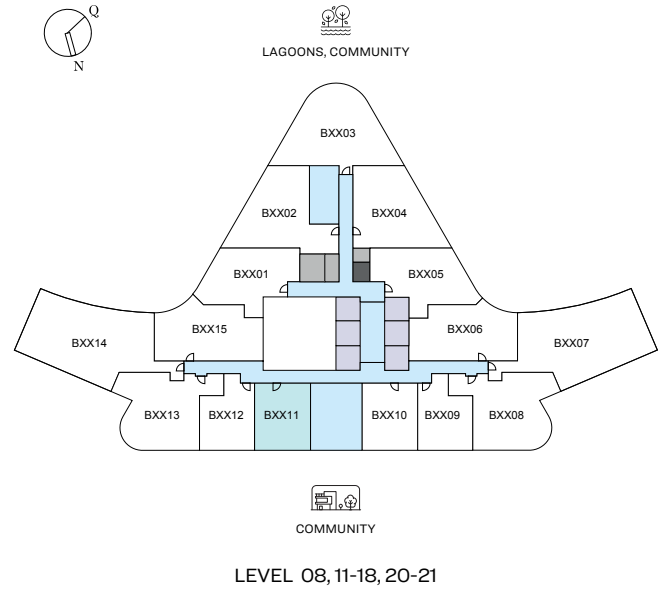 Q
N
LAGOONS, COMMUNITY
BXX03
BXX02
BXX04
BXX01
BXX05
BXX15
BXX06
BXX14
BXX07
BXX13
BXX12
BXX11
BXX10
BXX09
BXX08
COMMUNITY
LEVEL 08, 11-18, 20-21